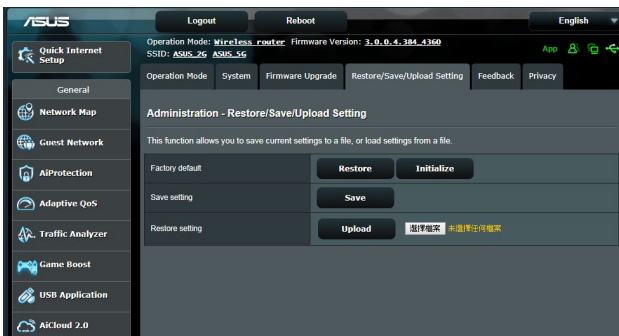 ASUS Logout Reboot English
Operation Mode: Wireless router Firmware Version: 3.0.0.4.384_4360
SSID: ASUS_2G ASUS_5G App
Quick Internet
Setup
Operation Mode System Firmware Upgrade Restore/Save/Upload Setting Feedback Privacy
General
Network Map
Guest Network
AiProtection
Adaptive QoS
Traffic Analyzer
Game Boost
USB Application
AiCloud 2.0
Administration - Restore/Save/Upload Setting
This function allows you to save current settings to a file, or load settings from a file.
Factory default Restore Initialize
Save setting Save
Restore setting Upload 選擇檔案 未選擇任何檔案